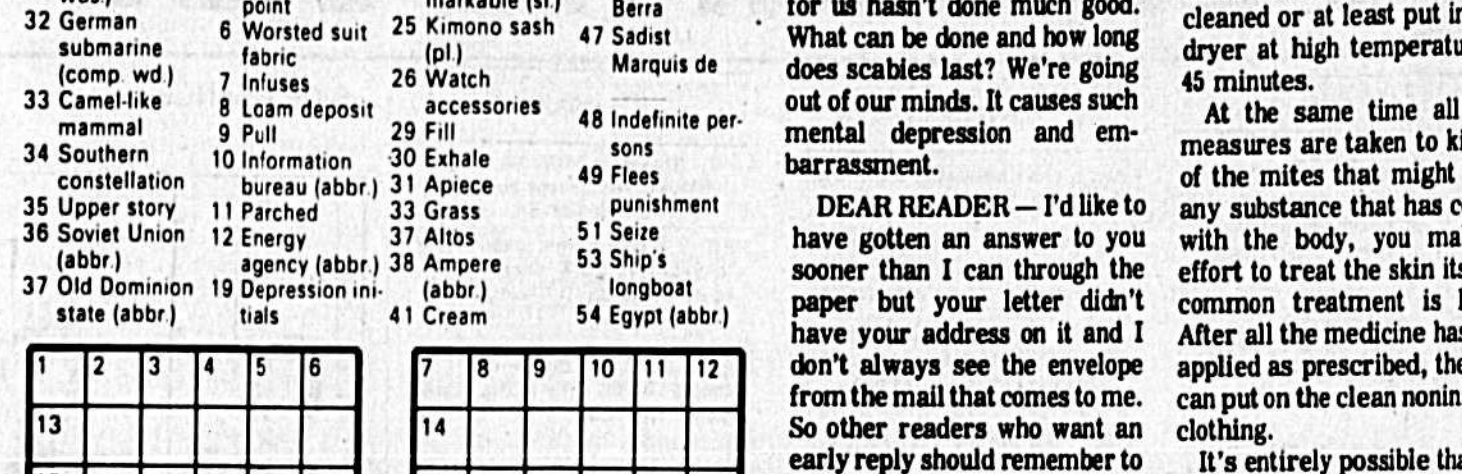 32 German
submarine
(comp. wd.)
33 Camel-like
mammal
34 Southern
constellation
35 Upper story
36 Soviet Union
(abbr.)
37 Old Dominion
state (abbr.)
point
6 Worsted suit
fabric
7 Infuses
8 Loam deposit
9 Pull
10 Information
bureau (abbr.)
11 Parched
12 Energy
agency (abbr.)
19 Depression ini-
tials
markable (sl.)
25 Kimono sash
(pl.)
26 Watch
accessories
29 Fill
30 Exhale
31 Apiece
33 Grass
37 Altos
38 Ampere
(abbr.)
41 Cream
Berra
47 Sadist
Marquis de
48 Indefinite per-
sons
49 Flees
punishment
51 Seize
53 Ship's
longboat
54 Egypt (abbr.)
1 2 3 4 5 6 7 8 9 10 11 12
13 14
for us hasn't done much good.
What can be done and how long
does scabies last? We're going
out of our minds. It causes such
mental depression and em-
barrassment.
DEAR READER — I'd like to
have gotten an answer to you
sooner than I can through the
paper but your letter didn't
have your address on it and I
don't always see the envelope
from the mail that comes to me.
So other readers who want an
early reply should remember to
cleaned or at least put in
dryer at high temperatu
45 minutes.
At the same time all
measures are taken to ki
of the mites that might
any substance that has c
with the body, you ma
effort to treat the skin its
common treatment is
After all the medicine has
applied as prescribed, the
can put on the clean nonin
clothing.
It's entirely possible tha